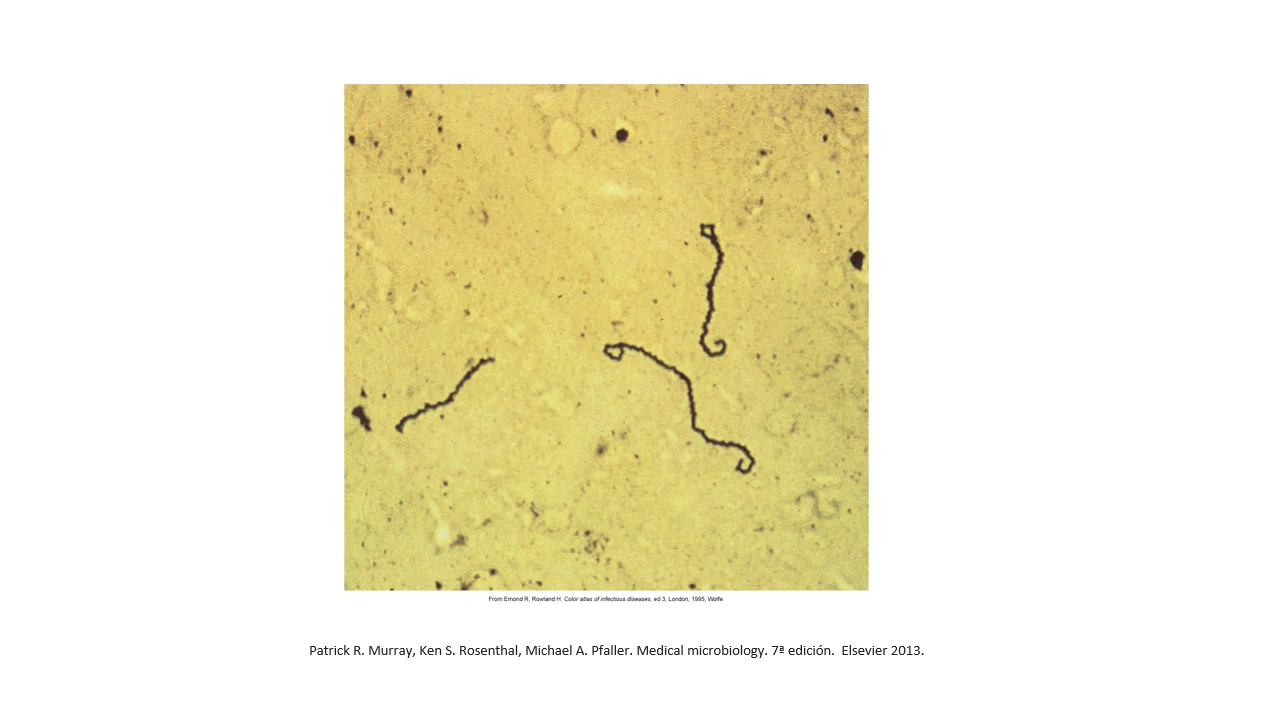 From Emond R, Rowland H: Color atlas of infectious diseases, ed 3, London, 1995, Wolfe.
Patrick R. Murray, Ken S. Rosenthal, Michael A. Pfaller. Medical microbiology. 7ª edición.  Elsevier 2013.